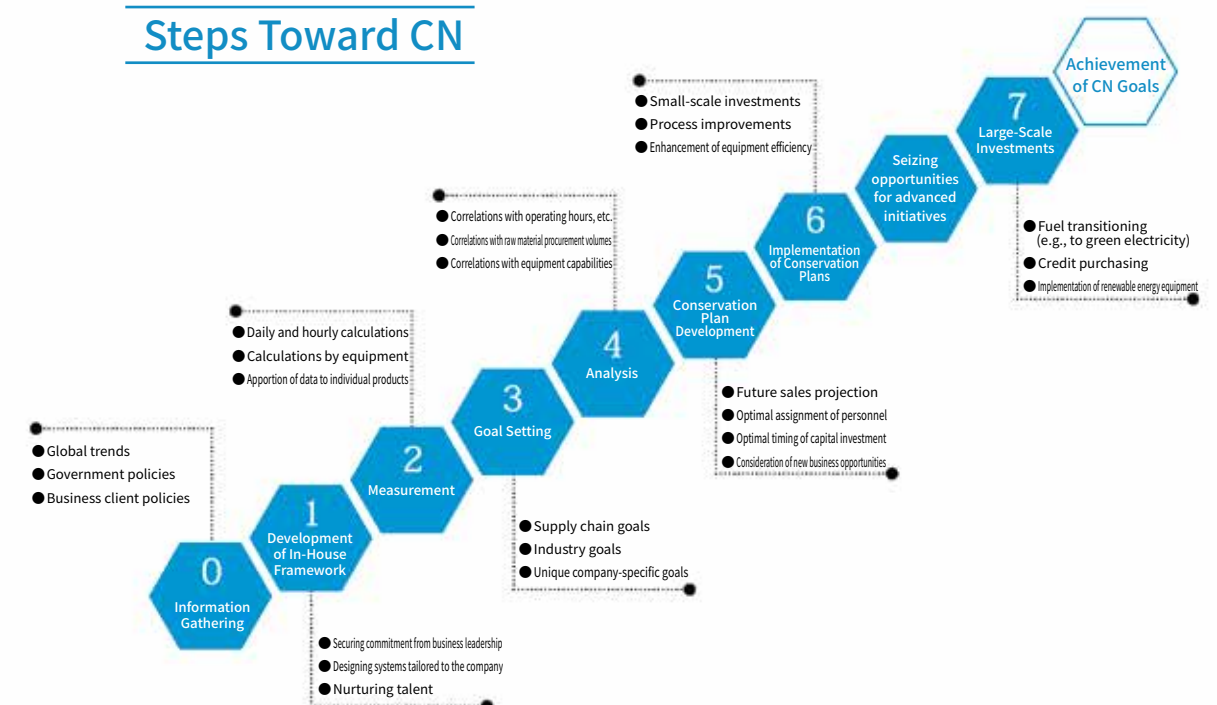 Steps Toward CN
0
Information
Gathering
●Global trends
●Government policies
●Business client policies
1
Development
of In-House
Framework
●Securing commitment from business leadership
●Designing systems tailored to the company
●Nurturing talent
2
Measurement
●Daily and hourly calculations
●Calculations by equipment
●Apportion of data to individual products
3
Goal Setting
●Supply chain goals
●Industry goals
●Unique company-specific goals
4
Analysis
●Correlations with operating hours, etc.
●Correlations with raw material procurement volumes
●Correlations with equipment capabilities
5
Conservation
Plan
Development
●Future sales projection
●Optimal assignment of personnel
●Optimal timing of capital investment
●Consideration of new business opportunities
6
Implementation
of Conservation
Plans
●Small-scale investments
●Process improvements
●Enhancement of equipment efficiency
Seizing
opportunities
for advanced
initiatives
7
Large-Scale
Investments
●Fuel transitioning
(e.g., to green electricity)
●Credit purchasing
●Implementation of renewable energy equipment
Achievement
of CN Goals